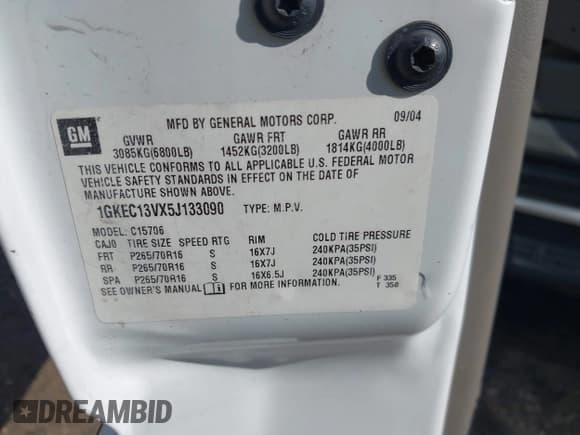 MFD BY GENERAL MOTORS CORP. 09/04
GM
GVWR GAWR FRT GAWR RR
3085KG(6800LB) 1452KG(3200LB) 1814KG(4000LB)
THIS VEHICLE CONFORMS TO ALL APPLICABLE U.S. FEDERAL MOTOR
VEHICLE SAFETY STANDARDS IN EFFECT ON THE DATE OF
MANUFACTURE SHOWN ABOVE.
1GKEC13VX5J133090 TYPE: M.P.V.
MODEL: C15706
CAJ0 TIRE SIZE SPEED RTG RIM COLD TIRE PRESSURE
FRT P265/70R16 S 16X7J 240KPA(35PSI)
RR P265/70R16 S 16X7J 240KPA(35PSI)
SPA P265/70R16 S 16X6.5J 240KPA(35PSI)
SEE OWNER'S MANUAL FOR MORE INFORMATION.
F 335
T 350
DREAMBID